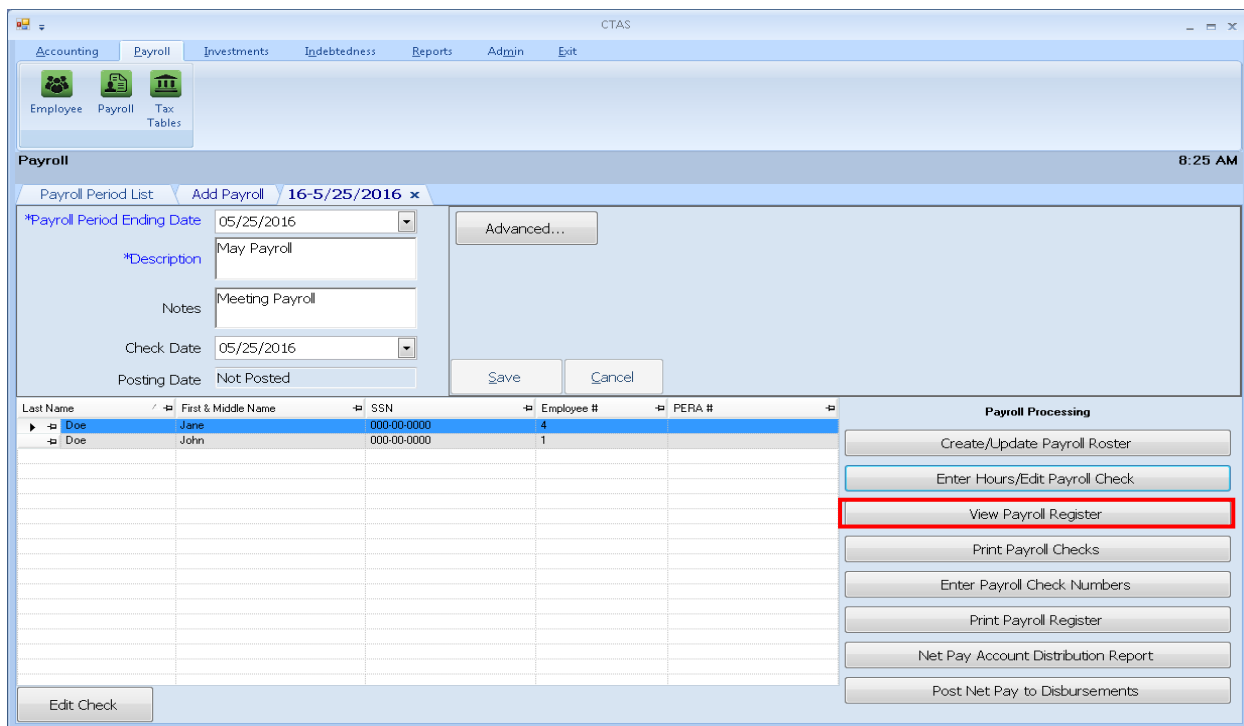 CTAS
Accounting Payroll Investments Indebtedness Reports Admin Exit
Employee Payroll Tax
Tables
Payroll 8:25 AM
Payroll Period List Add Payroll 16-5/25/2016 x
*Payroll Period Ending Date 05/25/2016 Advanced...
*Description May Payroll
Notes Meeting Payroll
Check Date 05/25/2016
Posting Date Not Posted Save Cancel
Last Name First & Middle Name SSN Employee # PERA # Payroll Processing
Doe Jane 000-00-0000 4
Doe John 000-00-0000 1
Create/Update Payroll Roster
Enter Hours/Edit Payroll Check
View Payroll Register
Print Payroll Checks
Enter Payroll Check Numbers
Print Payroll Register
Net Pay Account Distribution Report
Post Net Pay to Disbursements
Edit Check